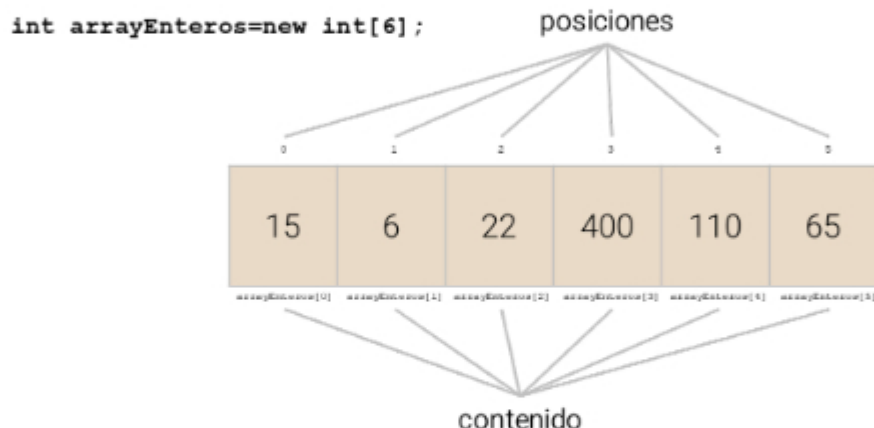 int arrayEnteros=new int[6];
posiciones
0 1 2 3 4 5
15 6 22 400 110 65
arrayEnteros[0] arrayEnteros[1] arrayEnteros[2] arrayEnteros[3] arrayEnteros[4] arrayEnteros[5]
contenido